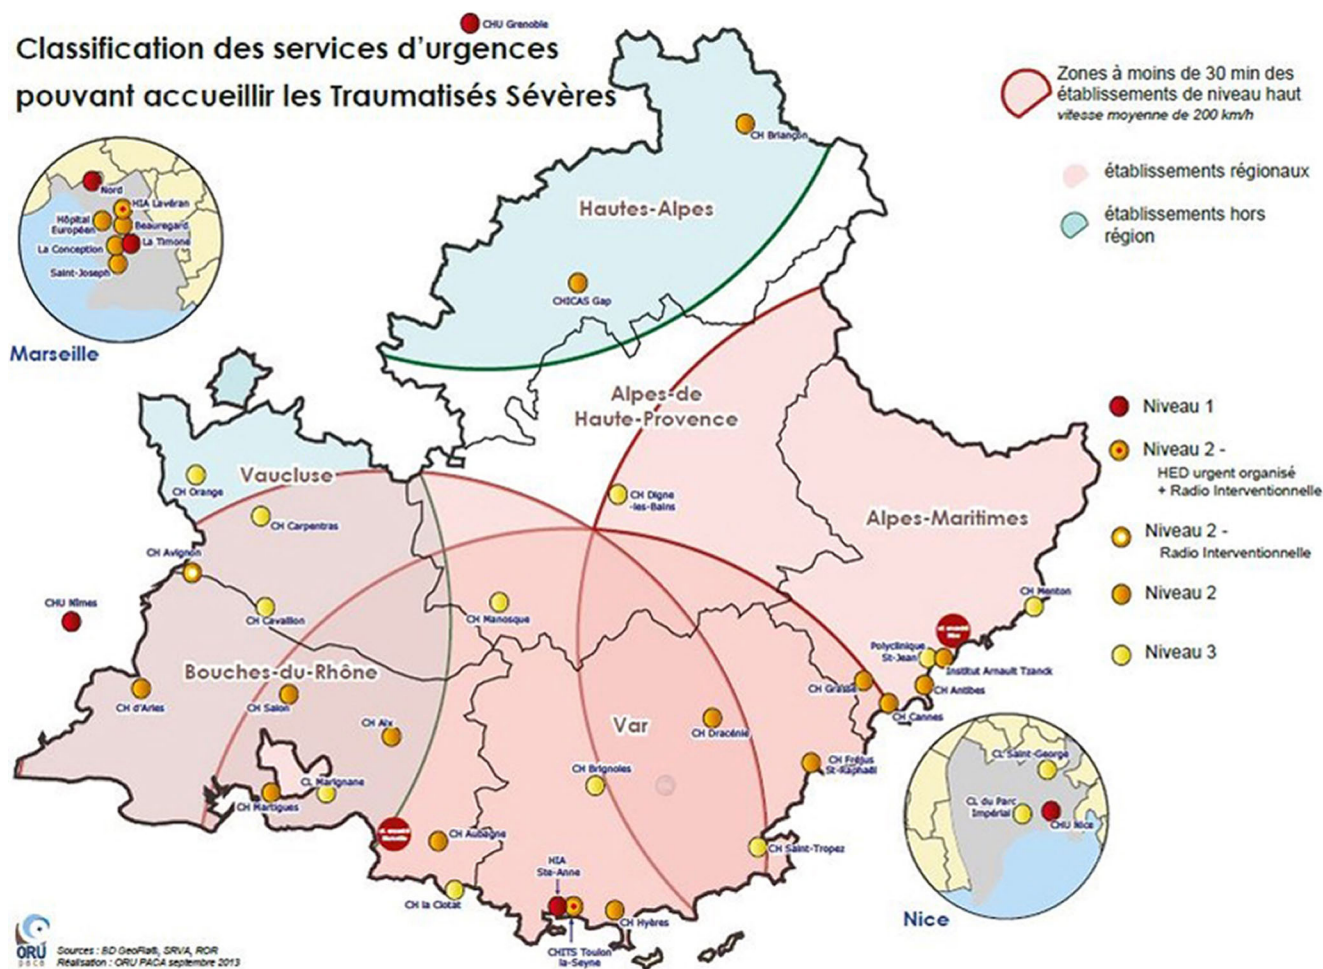 CHU Grenoble
Classification des services d'urgences
pouvant accueillir les Traumatisés Sévères
Zones à moins de 30 min des
établissements de niveau haut
vitesse moyenne de 200 km/h
établissements régionaux
établissements hors
région
CH Briançon
Hautes-Alpes
CHICAS Gap
Nord
HIA Lavéran
Hôpital
Européen
Beauregard
La Conception
La Timone
Saint-Joseph
Marseille
Alpes-de
Haute-Provence
Niveau 1
Niveau 2 -
HED urgent organisé
+ Radio Interventionnelle
Niveau 2 -
Radio Interventionnelle
Niveau 2
Niveau 3
Vaucluse
CH Orange
CH Carpentras
CH Digne
-les-Bains
Alpes-Maritimes
CH Avignon
CHU Nîmes
CH Cavaillon
CH Manosque
CH Menton
Polyclinique
St-Jean
Institut Arnault Tzanck
Bouches-du-Rhône
CH d'Arles
CH Salon
CH Aix
Var
CH Dracénie
CH Grasse
CH Antibes
CH Cannes
CH Fréjus
St-Raphaël
CH Brignoles
CL Marignane
CH Martigues
CH Aubagne
CH Saint-Tropez
CH la Ciotat
HIA
Ste-Anne
CH Hyères
CHITS Toulon
la-Seyne
CL Saint-George
CL du Parc
Impérial
CHU Nice
Nice
ORU
PACA
Sources : BD GeoFla®, SRVA, ROR
Réalisation : ORU PACA septembre 2013